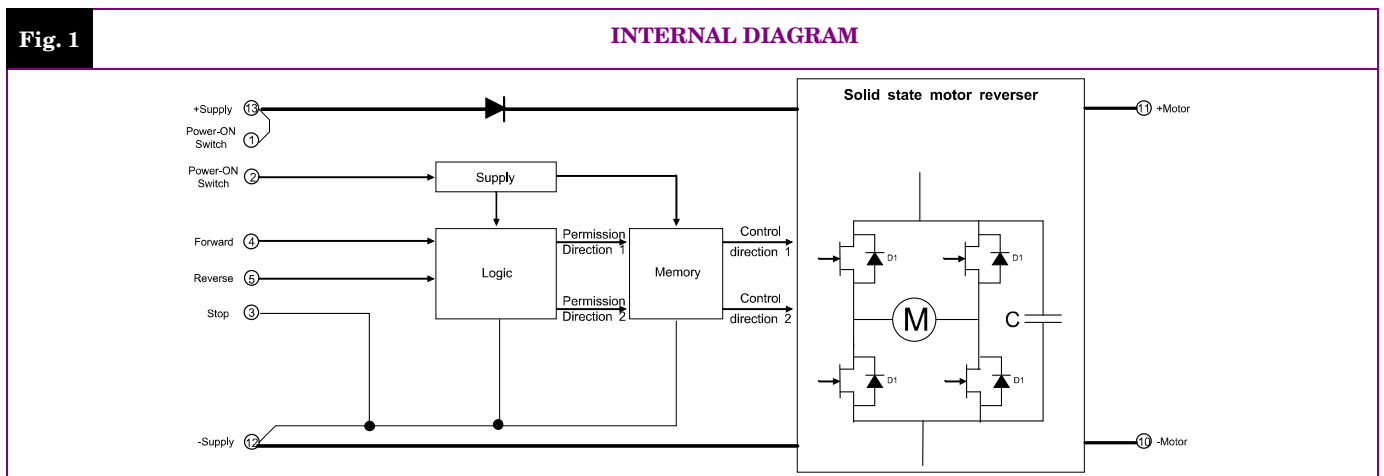 Fig. 1
INTERNAL DIAGRAM
Solid state motor reverser
+Supply 13
11 +Motor
Power-ON
Switch
1
Power-ON
Switch
2
Supply
Forward 4
Permission
Direction 1
Control
direction 1
D1
D1
Logic
Memory
Reverse 5
Stop 3
Permission
Direction 2
Control
direction 2
M
C
D1
D1
-Supply 12
10 -Motor